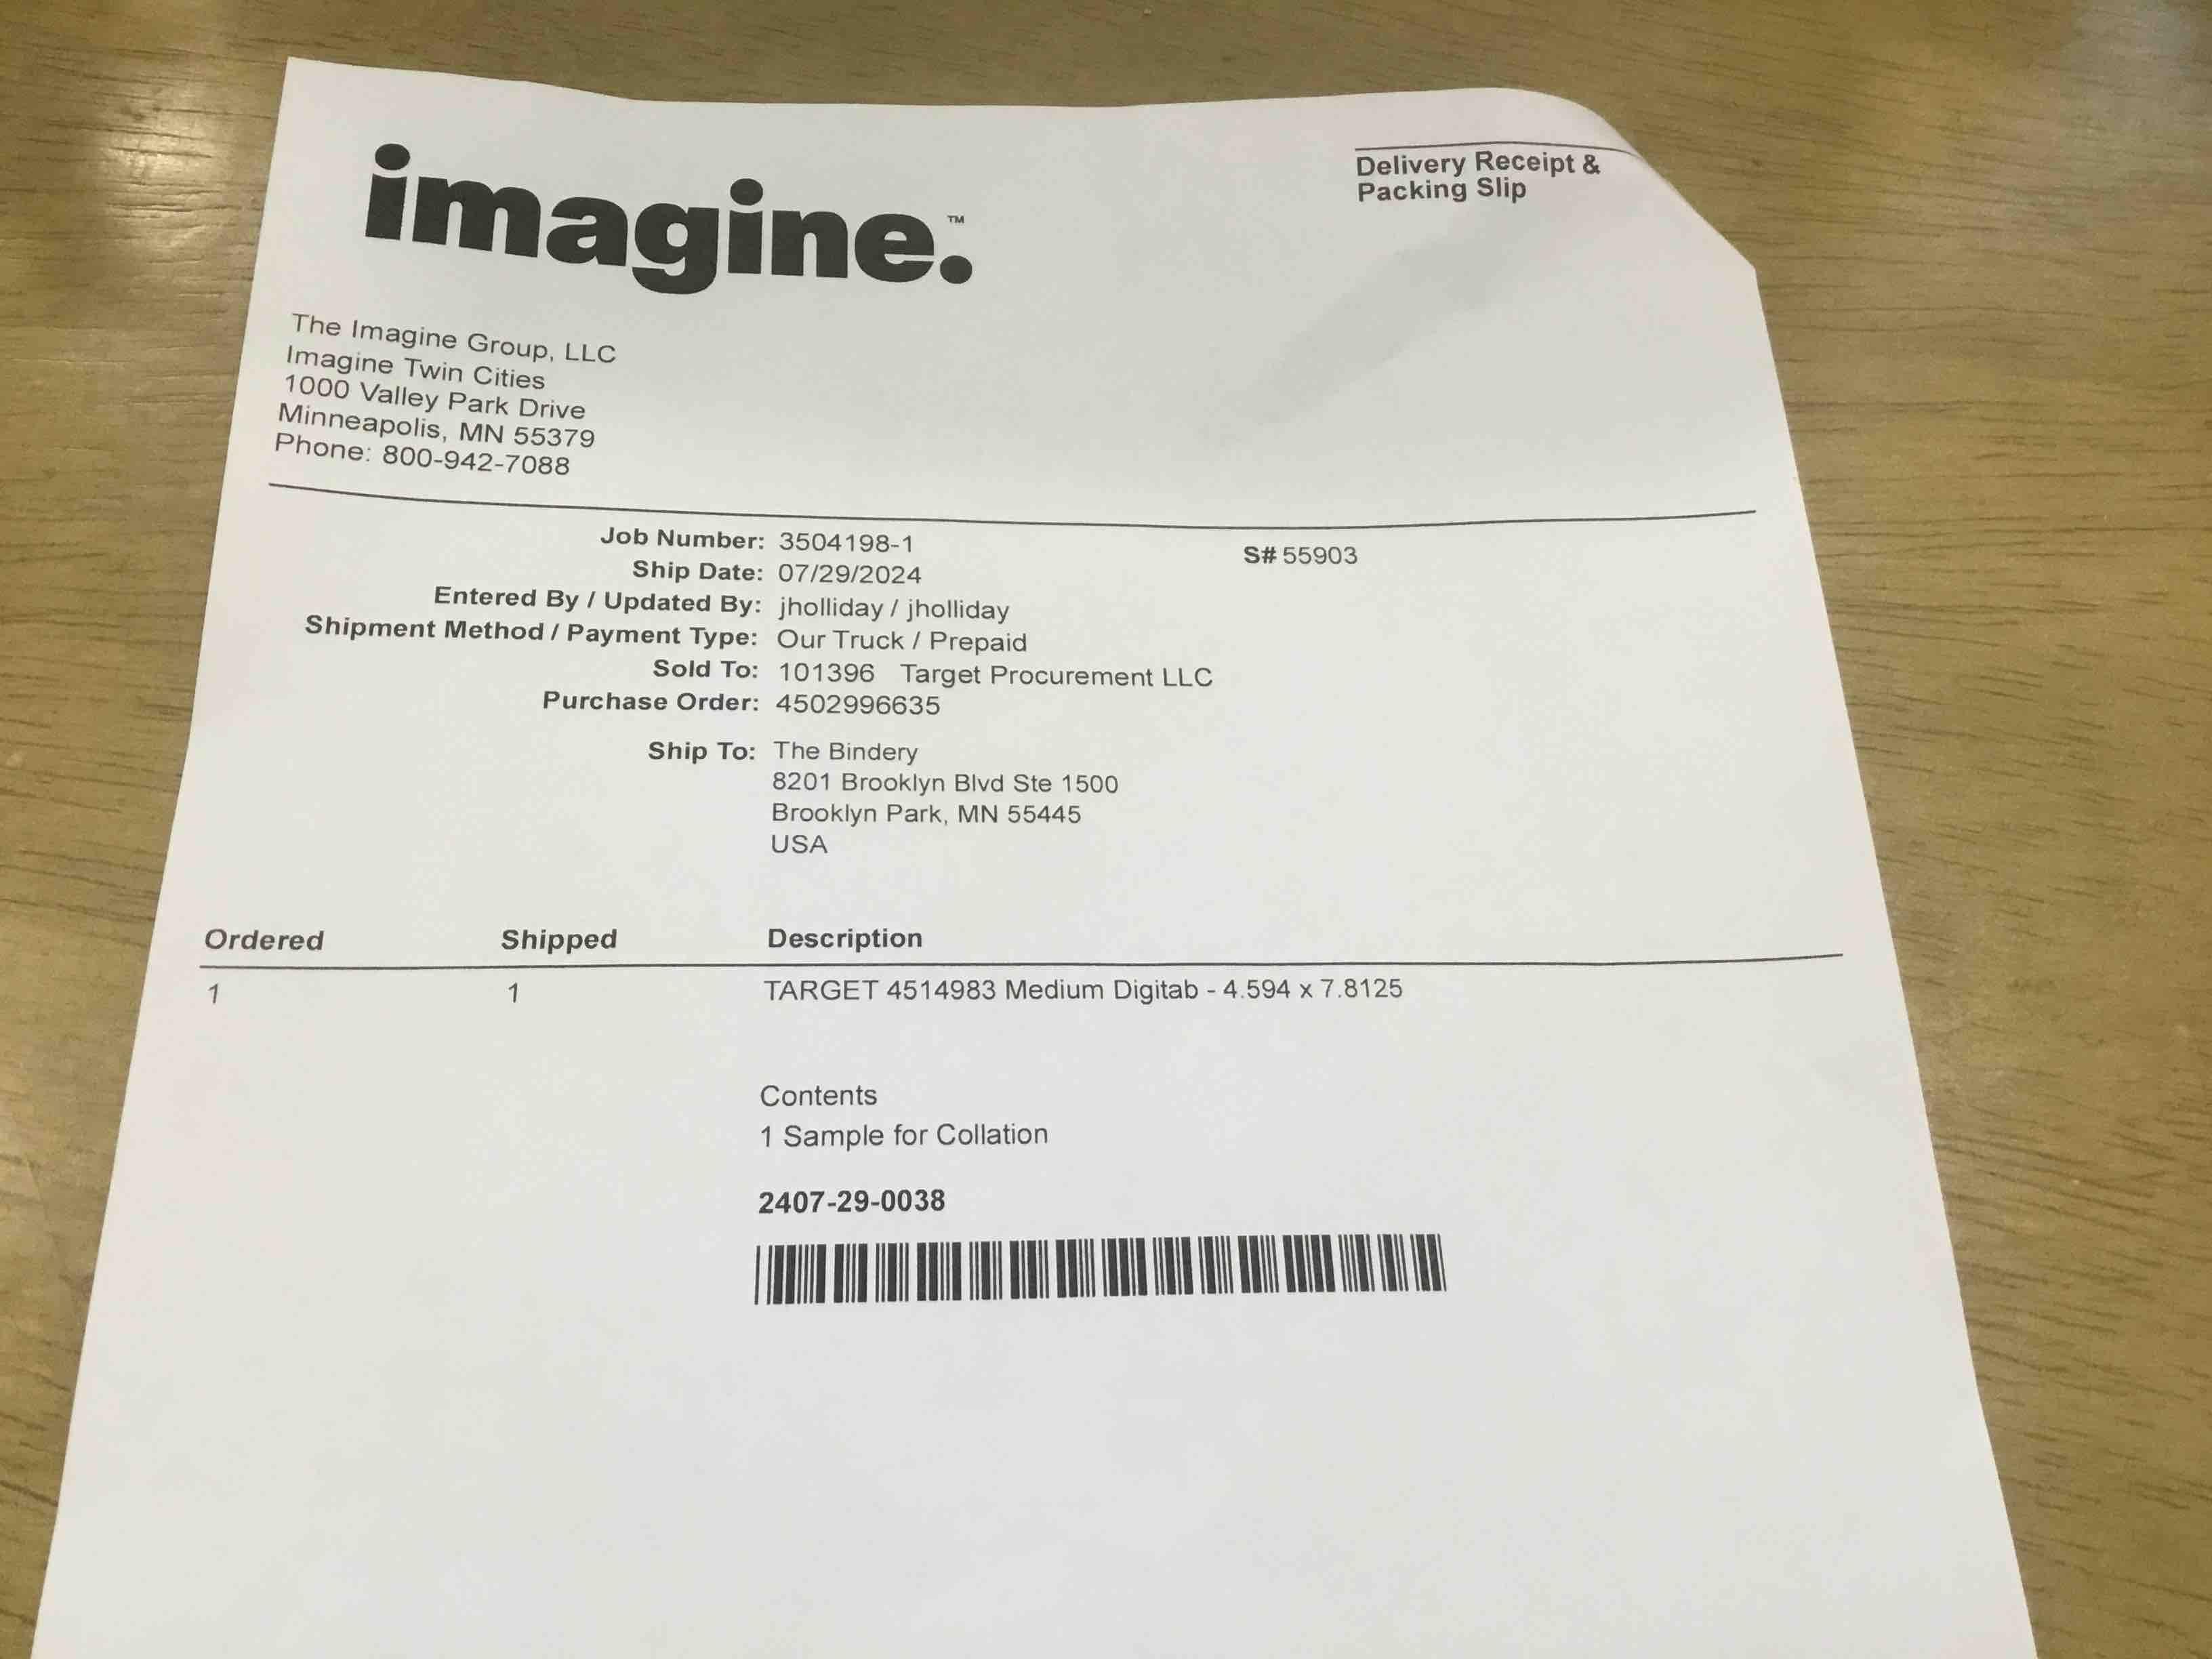 imagine.™
Delivery Receipt &
Packing Slip
The Imagine Group, LLC
Imagine Twin Cities
1000 Valley Park Drive
Minneapolis, MN 55379
Phone: 800-942-7088
Job Number: 3504198-1 S# 55903
Ship Date: 07/29/2024
Entered By / Updated By: jholliday / jholliday
Shipment Method / Payment Type: Our Truck / Prepaid
Sold To: 101396 Target Procurement LLC
Purchase Order: 4502996635
Ship To: The Bindery
8201 Brooklyn Blvd Ste 1500
Brooklyn Park, MN 55445
USA
Ordered Shipped Description
1 1 TARGET 4514983 Medium Digitab - 4.594 x 7.8125
Contents
1 Sample for Collation
2407-29-0038